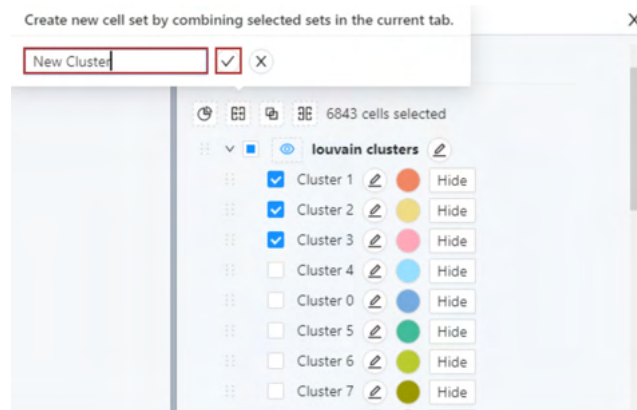 Create new cell set by combining selected sets in the current tab.
New Cluster
6843 cells selected
louvain clusters
Cluster 1 Hide
Cluster 2 Hide
Cluster 3 Hide
Cluster 4 Hide
Cluster 0 Hide
Cluster 5 Hide
Cluster 6 Hide
Cluster 7 Hide